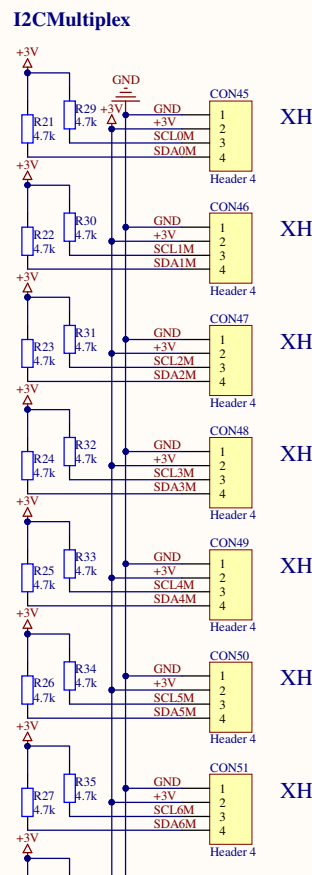 I2CMultiplex
+3V
GND
CON45
R29
4.7k
+3V
GND
1
XH
R21
4.7k
+3V
2
SCL0M
3
SDA0M
4
+3V
Header 4
CON46
R30
4.7k
GND
1
XH
R22
4.7k
+3V
2
SCL1M
3
SDA1M
4
+3V
Header 4
CON47
R31
4.7k
GND
1
XH
R23
4.7k
+3V
2
SCL2M
3
SDA2M
4
+3V
Header 4
CON48
R32
4.7k
GND
1
XH
R24
4.7k
+3V
2
SCL3M
3
SDA3M
4
+3V
Header 4
CON49
R33
4.7k
GND
1
XH
R25
4.7k
+3V
2
SCL4M
3
SDA4M
4
+3V
Header 4
CON50
R34
4.7k
GND
1
XH
R26
4.7k
+3V
2
SCL5M
3
SDA5M
4
+3V
Header 4
CON51
R35
4.7k
GND
1
XH
R27
4.7k
+3V
2
SCL6M
3
SDA6M
4
+3V
Header 4